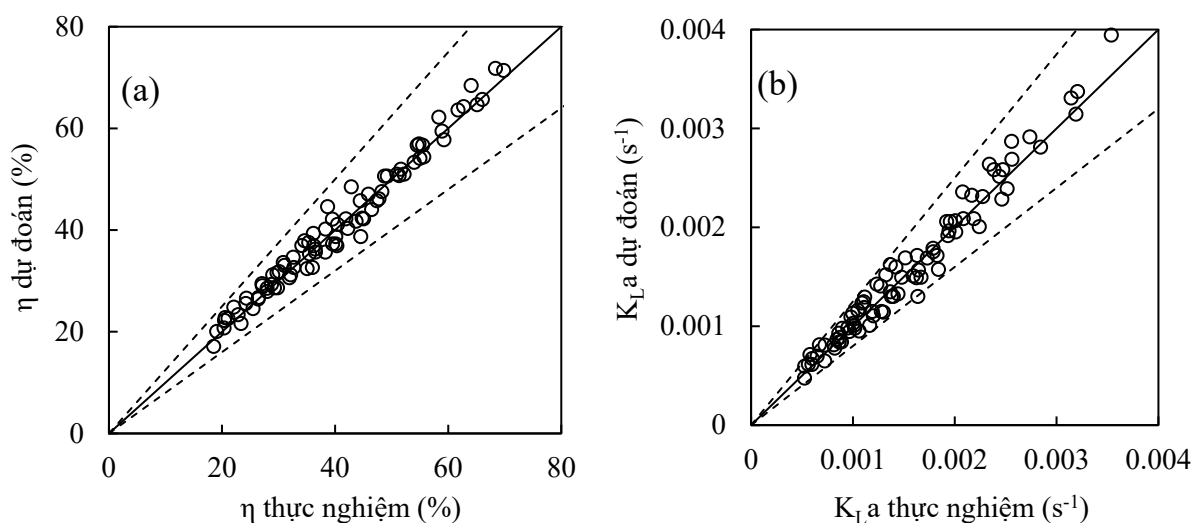 (a)
η dự đoán (%)
80
60
40
20
0
0 20 40 60 80
η thực nghiệm (%)
(b)
K_La dự đoán (s⁻¹)
0.004
0.003
0.002
0.001
0
0 0.001 0.002 0.003 0.004
K_La thực nghiệm (s⁻¹)